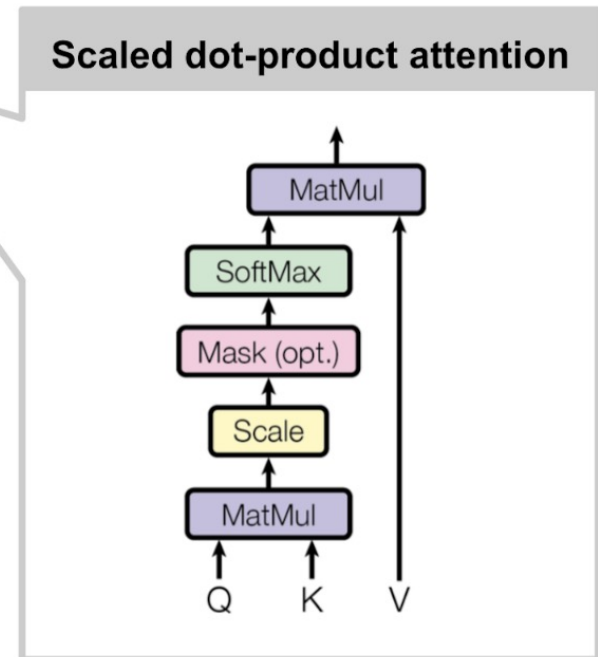 Scaled dot-product attention
MatMul
SoftMax
Mask (opt.)
Scale
MatMul
Q K V